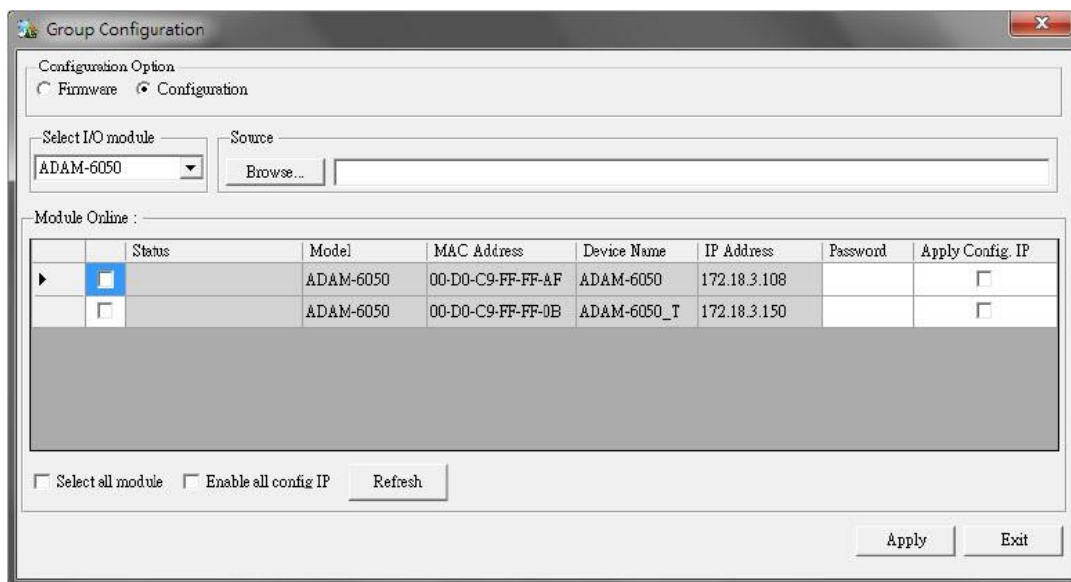 Group Configuration
Configuration Option
Firmware Configuration
Select I/O module Source
ADAM-6050 Browse...
Module Online :
Status Model MAC Address Device Name IP Address Password Apply Config. IP
ADAM-6050 00-D0-C9-FF-FF-AF ADAM-6050 172.18.3.108
ADAM-6050 00-D0-C9-FF-FF-0B ADAM-6050_T 172.18.3.150
Select all module Enable all config IP Refresh
Apply Exit